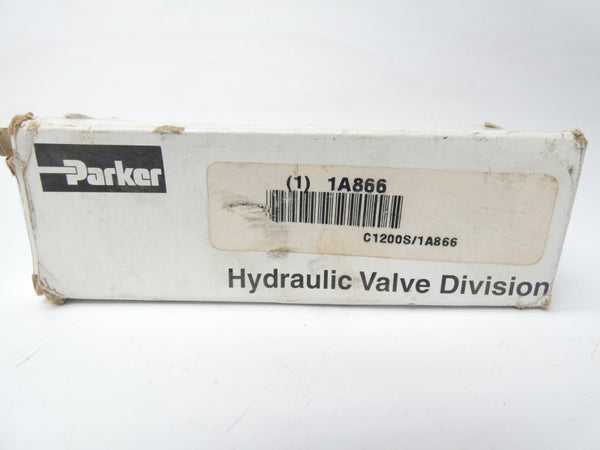 Parker
(1) 1A866
C1200S/1A866
Hydraulic Valve Division